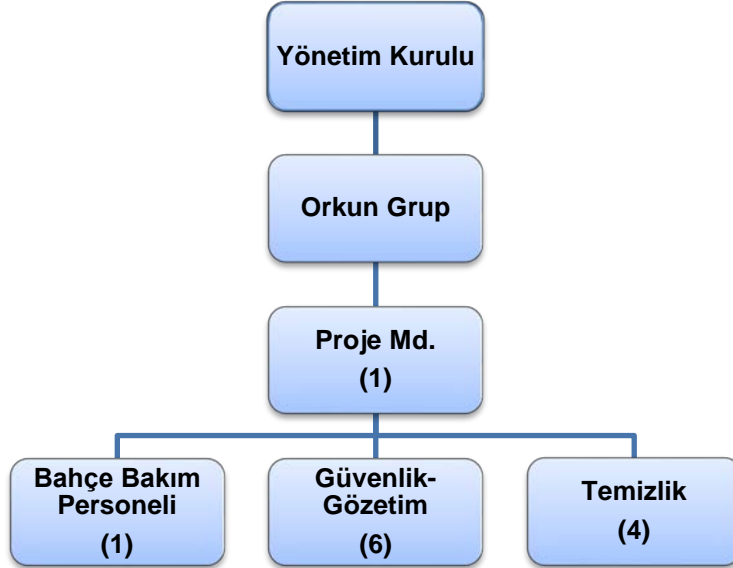 Yönetim Kurulu
Orkun Grup
Proje Md.
(1)
Bahçe Bakım
Personeli
(1)
Güvenlik-
Gözetim
(6)
Temizlik
(4)